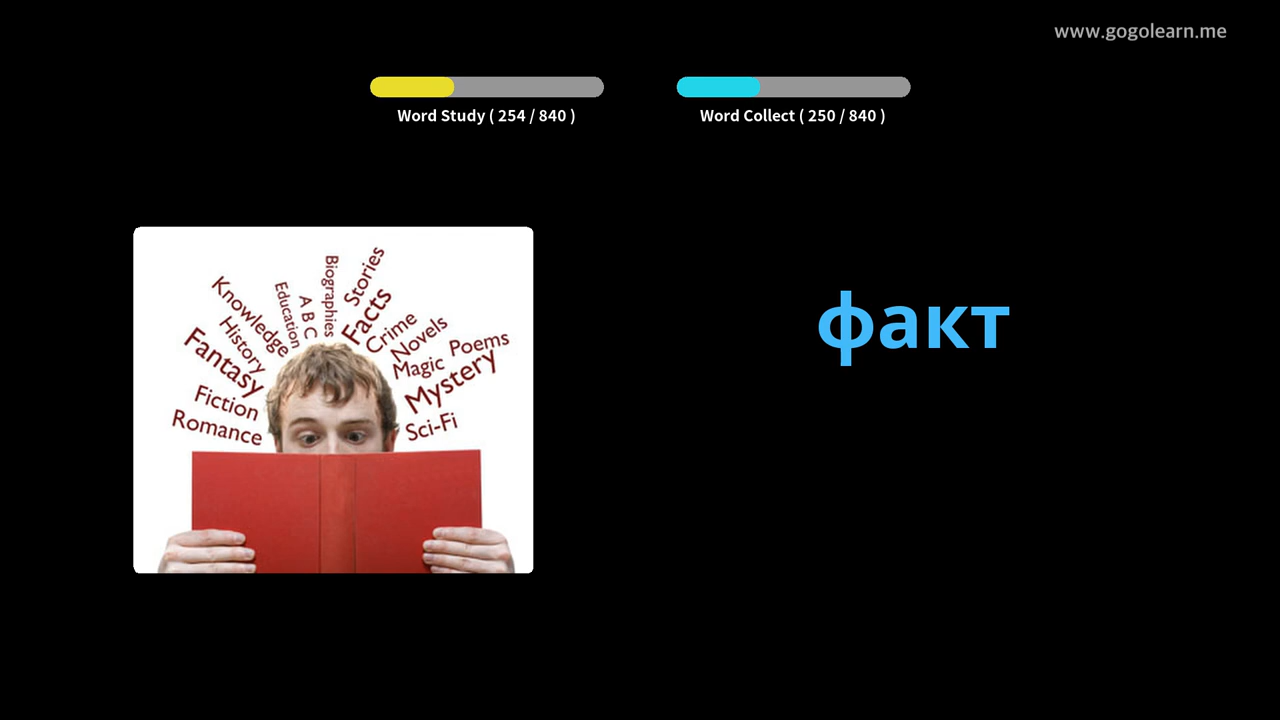 www.gogolearn.me
Word Study ( 254 / 840 )
Word Collect ( 250 / 840 )
факт
Stories
Biographies
Facts
Knowledge
Education
A B C
Crime
Novels
History
Poems
Fantasy
Magic
Mystery
Fiction
Romance
Sci-Fi